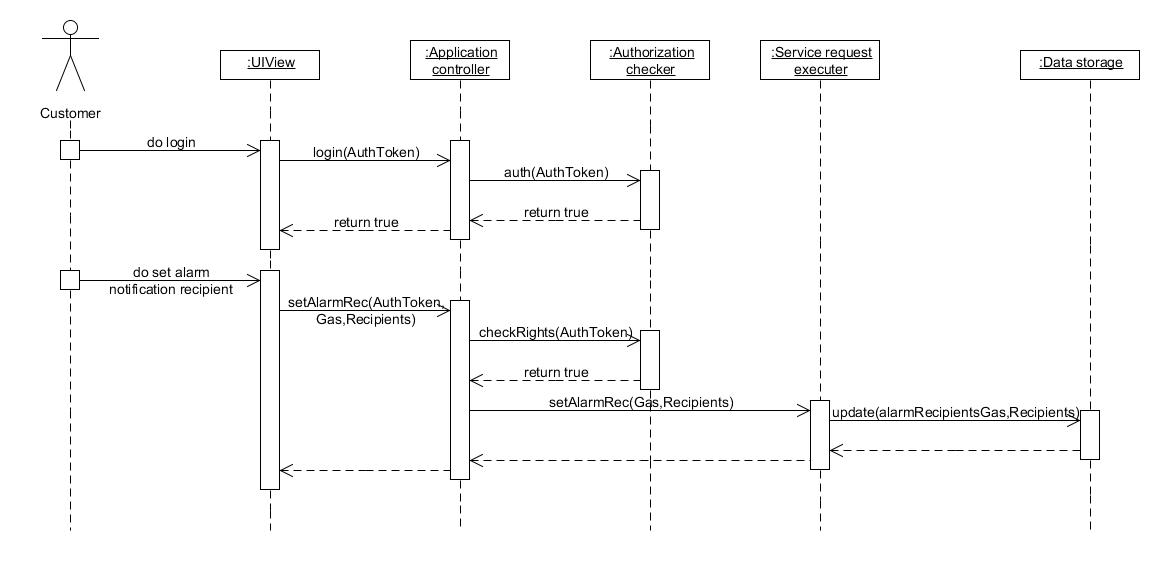 Customer
:UIView
:Application
controller
:Authorization
checker
:Service request
executer
:Data storage
do login
login(AuthToken)
auth(AuthToken)
return true
return true
do set alarm
notification recipient
setAlarmRec(AuthToken,
Gas,Recipients)
checkRights(AuthToken)
return true
setAlarmRec(Gas,Recipients)
update(alarmRecipientsGas,Recipients)